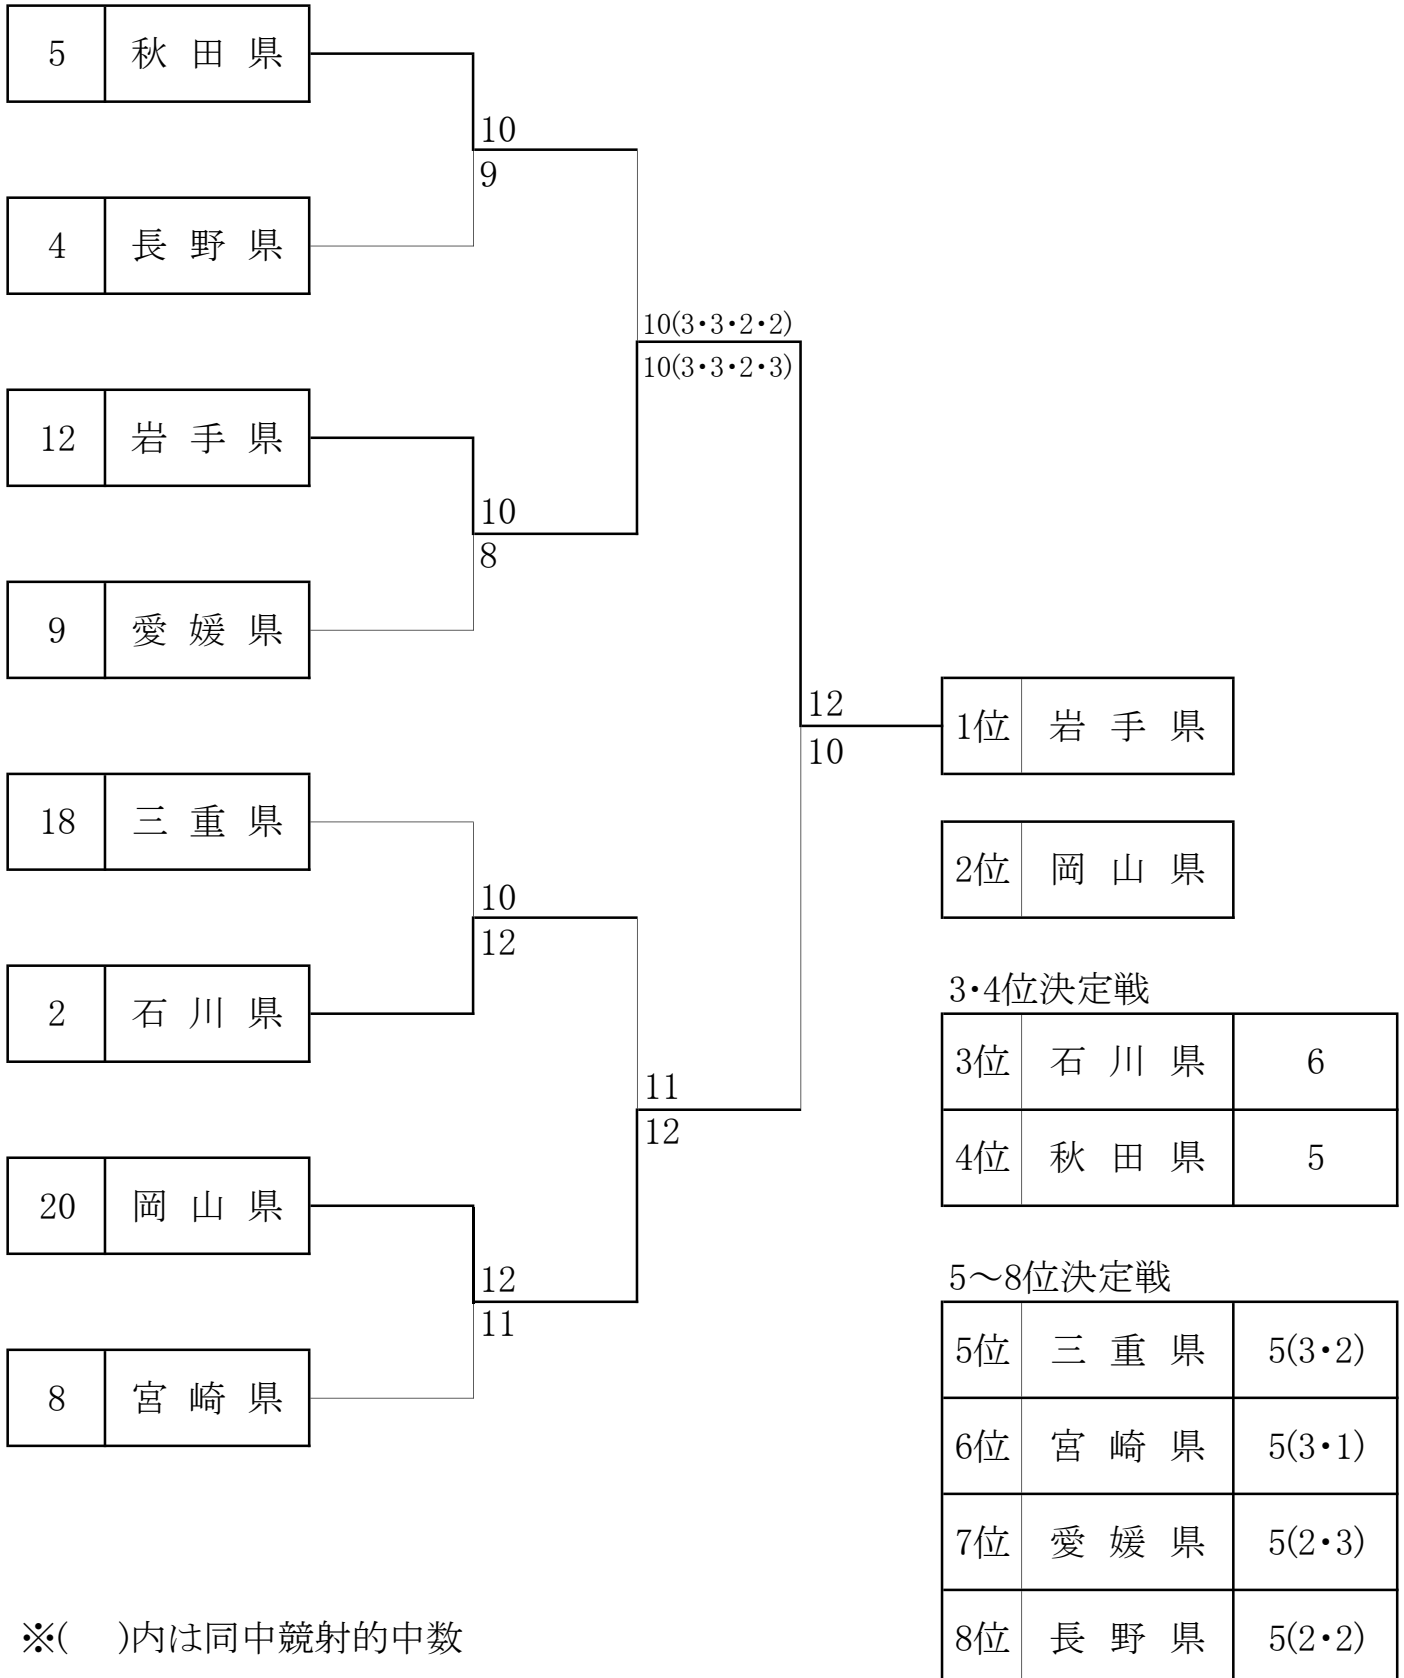 5 秋田県
10
9
4 長野県
10(3・3・2・2)
10(3・3・2・3)
12 岩手県
10
8
9 愛媛県
12
10
1位 岩手県
18 三重県
2位 岡山県
10
12
2 石川県
3・4位決定戦
3位 石川県 6
11
12
4位 秋田県 5
20 岡山県
12
11
5～8位決定戦
5位 三重県 5(3・2)
8 宮崎県
6位 宮崎県 5(3・1)
7位 愛媛県 5(2・3)
8位 長野県 5(2・2)
※(　)内は同中競射的中数